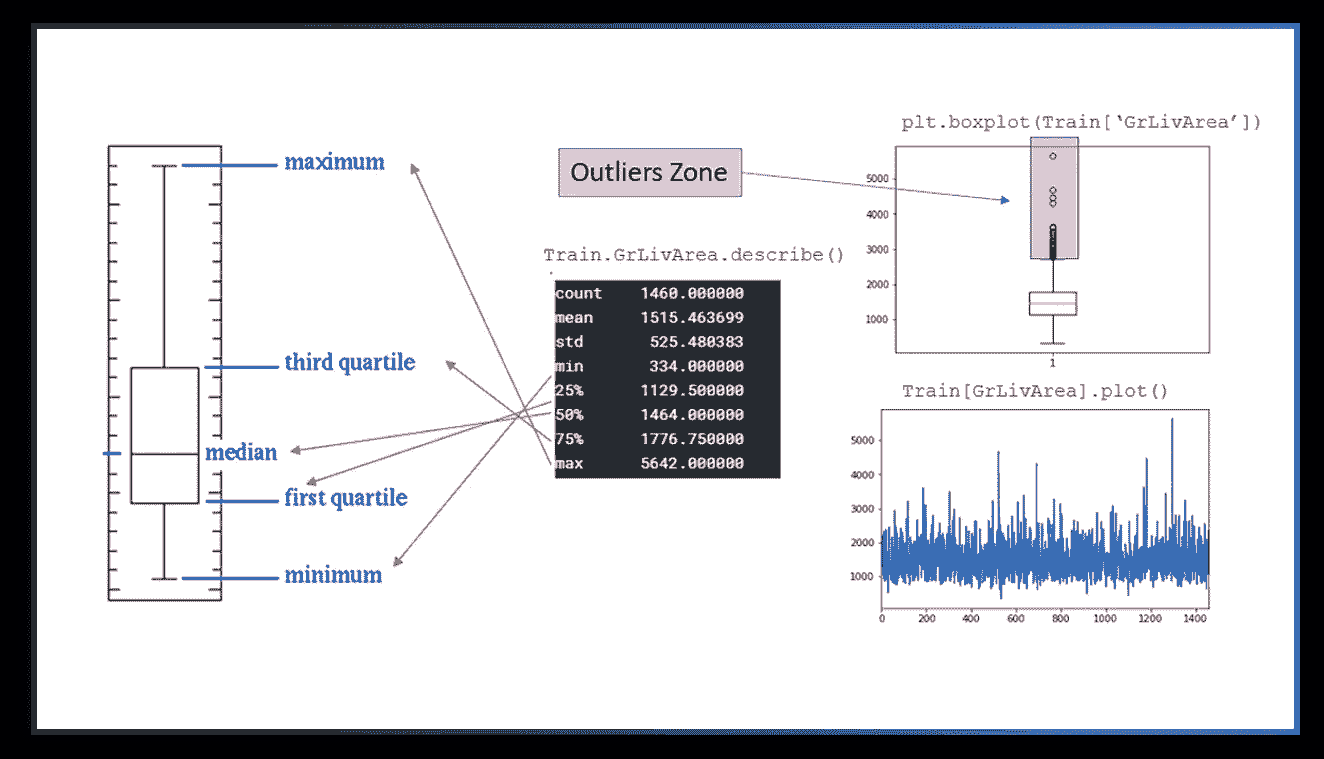 maximum
third quartile
median
first quartile
minimum
Outliers Zone
Train.GrLivArea.describe()
count 1460.000000
mean 1515.463699
std 525.480383
min 334.000000
25% 1129.500000
50% 1464.000000
75% 1776.750000
max 5642.000000
plt.boxplot(Train[‘GrLivArea’])
5000
4000
3000
2000
1000
1
Train[GrLivArea].plot()
5000
4000
3000
2000
1000
0 200 400 600 800 1000 1200 1400